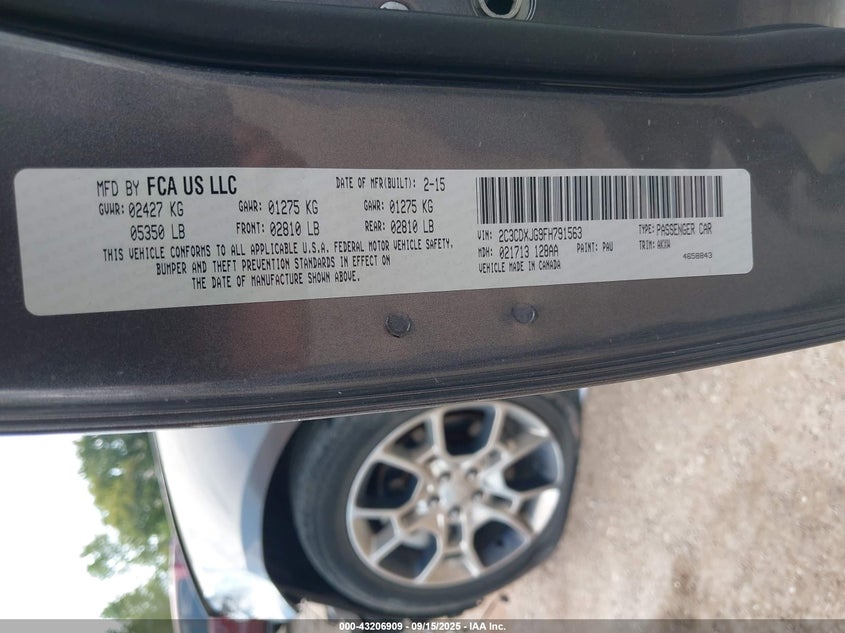 MFD BY FCA US LLC
DATE OF MFR(BUILT): 2-15
GVWR: 02427 KG
GAWR: 01275 KG
GAWR: 01275 KG
05350 LB
FRONT: 02810 LB
REAR: 02810 LB
THIS VEHICLE CONFORMS TO ALL APPLICABLE U.S.A. FEDERAL MOTOR VEHICLE SAFETY,
BUMPER AND THEFT PREVENTION STANDARDS IN EFFECT ON
THE DATE OF MANUFACTURE SHOWN ABOVE.
VIN: 2C3CDXJG9FH791563
TYPE: PASSENGER CAR
MDH: 021713 128AA
PAINT: PAU
TRIM: AKXW
VEHICLE MADE IN CANADA
4658843
000-43206909 - 09/15/2025 - IAA Inc.